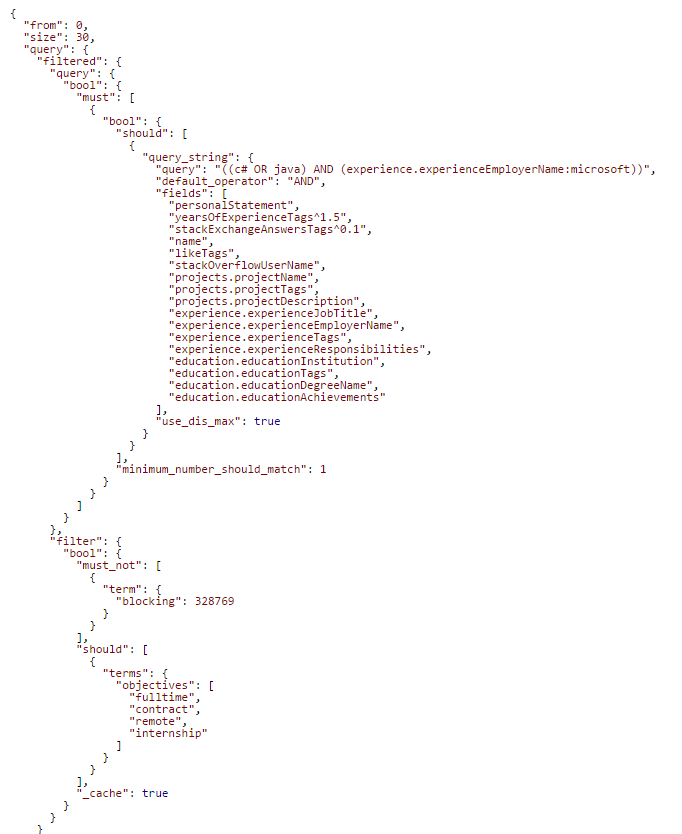 {
  "from": 0,
  "size": 30,
  "query": {
    "filtered": {
      "query": {
        "bool": {
          "must": [
            {
              "bool": {
                "should": [
                  {
                    "query_string": {
                      "query": "((c# OR java) AND (experience.experienceEmployerName:microsoft))",
                      "default_operator": "AND",
                      "fields": [
                        "personalStatement",
                        "yearsOfExperienceTags^1.5",
                        "stackExchangeAnswersTags^0.1",
                        "name",
                        "likeTags",
                        "stackOverflowUserName",
                        "projects.projectName",
                        "projects.projectTags",
                        "projects.projectDescription",
                        "experience.experienceJobTitle",
                        "experience.experienceEmployerName",
                        "experience.experienceTags",
                        "experience.experienceResponsibilities",
                        "education.educationInstitution",
                        "education.educationTags",
                        "education.educationDegreeName",
                        "education.educationAchievements"
                      ],
                      "use_dis_max": true
                    }
                  }
                ],
                "minimum_number_should_match": 1
              }
            }
          ]
        }
      },
      "filter": {
        "bool": {
          "must_not": [
            {
              "term": {
                "blocking": 328769
              }
            }
          ],
          "should": [
            {
              "terms": {
                "objectives": [
                  "fulltime",
                  "contract",
                  "remote",
                  "internship"
                ]
              }
            }
          ],
          "_cache": true
        }
      }
    }